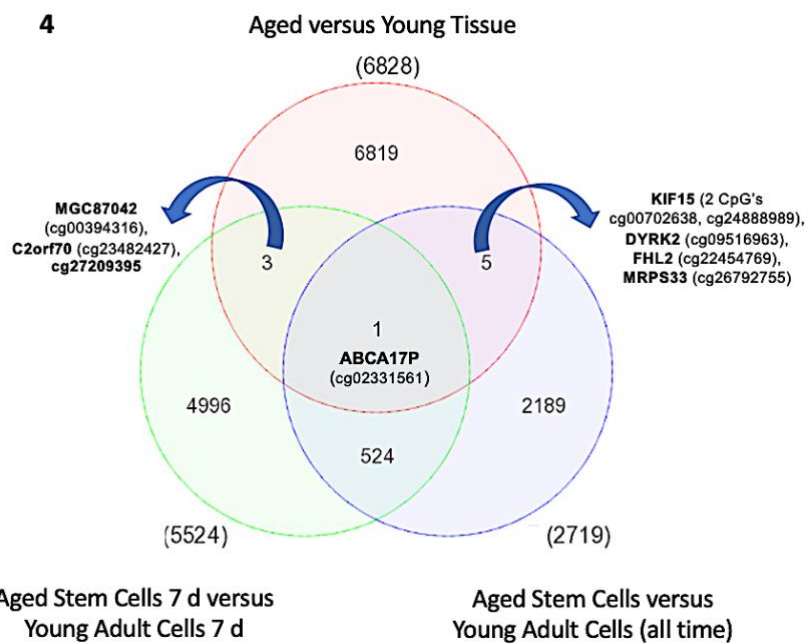 4
Aged versus Young Tissue
(6828)
6819
MGC87042
(cg00394316),
C2orf70 (cg23482427),
cg27209395
KIF15 (2 CpG's
cg00702638, cg24888989),
DYRK2 (cg09516963),
FHL2 (cg22454769),
MRPS33 (cg26792755)
3
5
1
ABCA17P
(cg02331561)
4996
2189
524
(5524)
(2719)
Aged Stem Cells 7 d versus
Young Adult Cells 7 d
Aged Stem Cells versus
Young Adult Cells (all time)